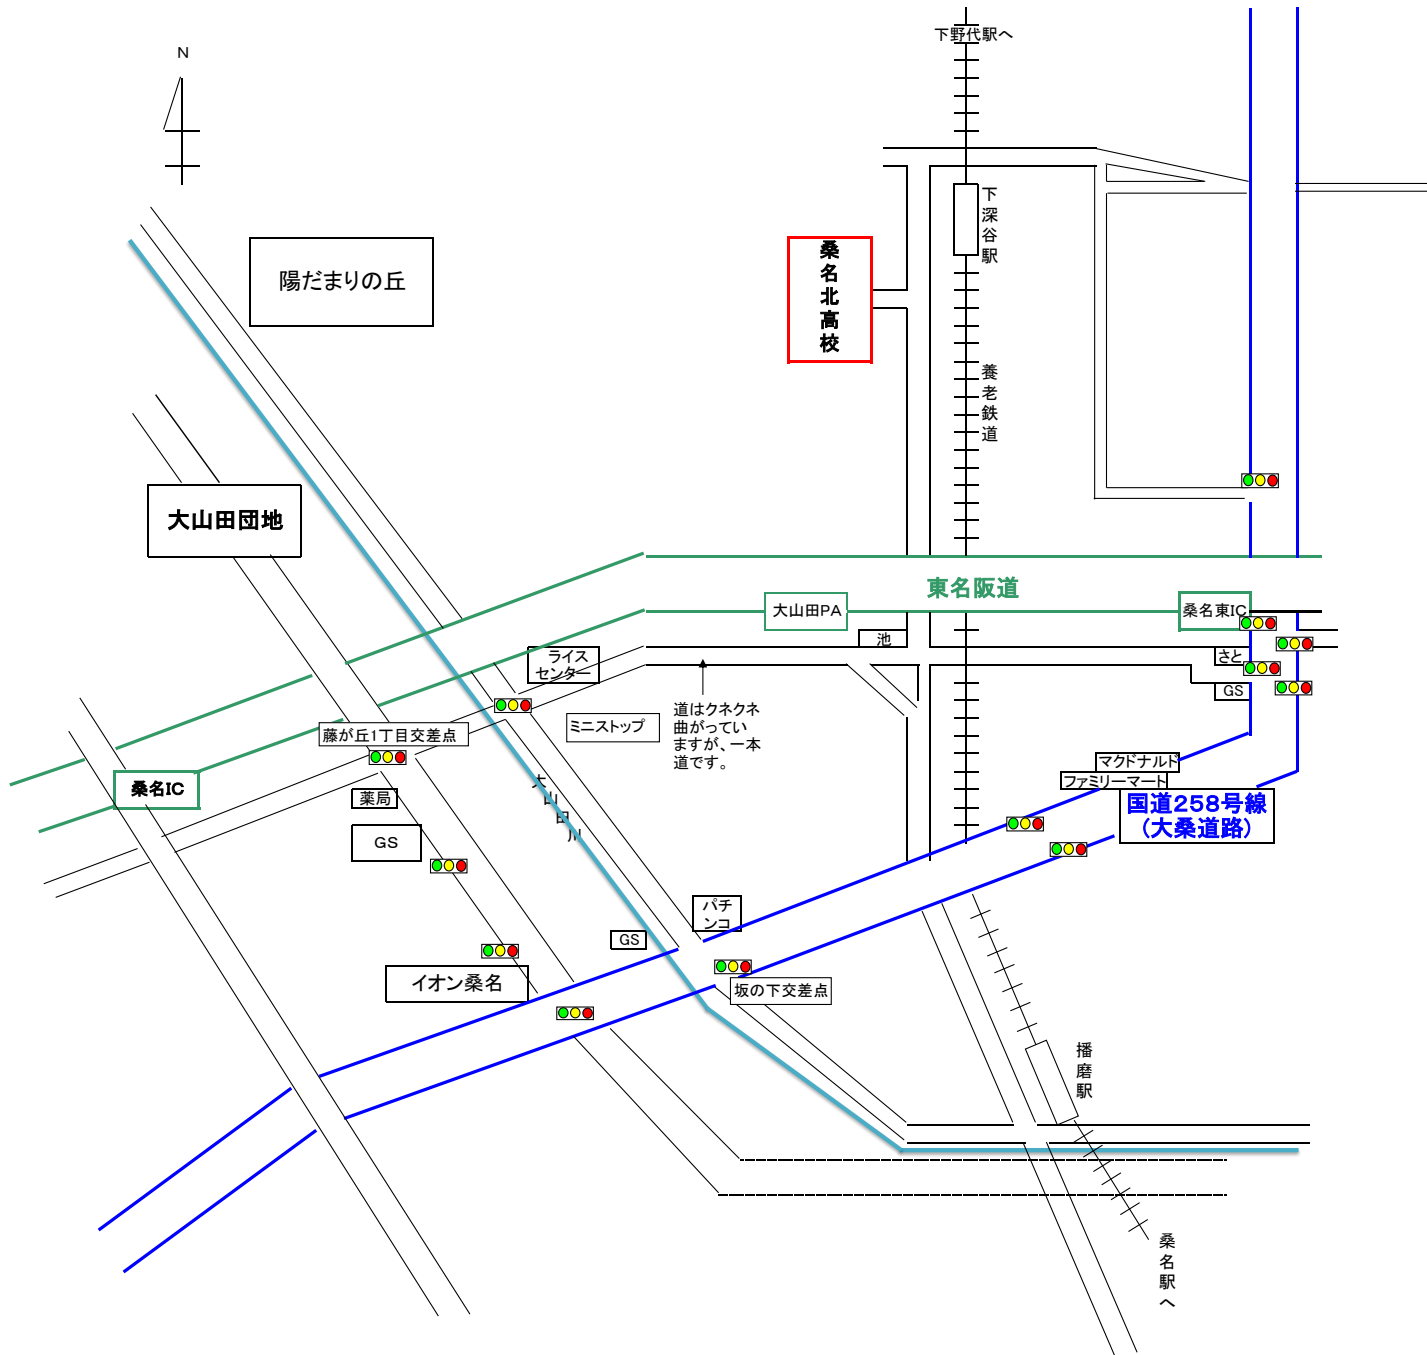 下野代駅へ
N
下深谷駅
桑名北高校
陽だまりの丘
養老鉄道
大山田団地
東名阪道
大山田PA
桑名東IC
池
ライス
センター
さと
GS
道はクネクネ
曲がってい
ますが、一本
道です。
ミニストップ
藤が丘1丁目交差点
マクドナルド
ファミリーマート
桑名IC
薬局
大山田川
国道258号線
(大桑道路)
GS
パチ
ンコ
GS
イオン桑名
坂の下交差点
播磨駅
桑名駅へ